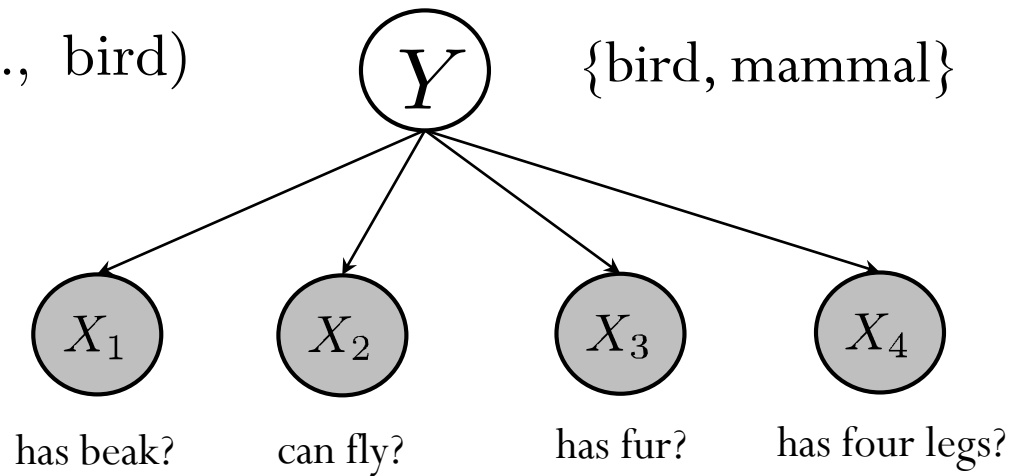 ., bird)
Y
{bird, mammal}
X₁
X₂
X₃
X₄
has beak?
can fly?
has fur?
has four legs?